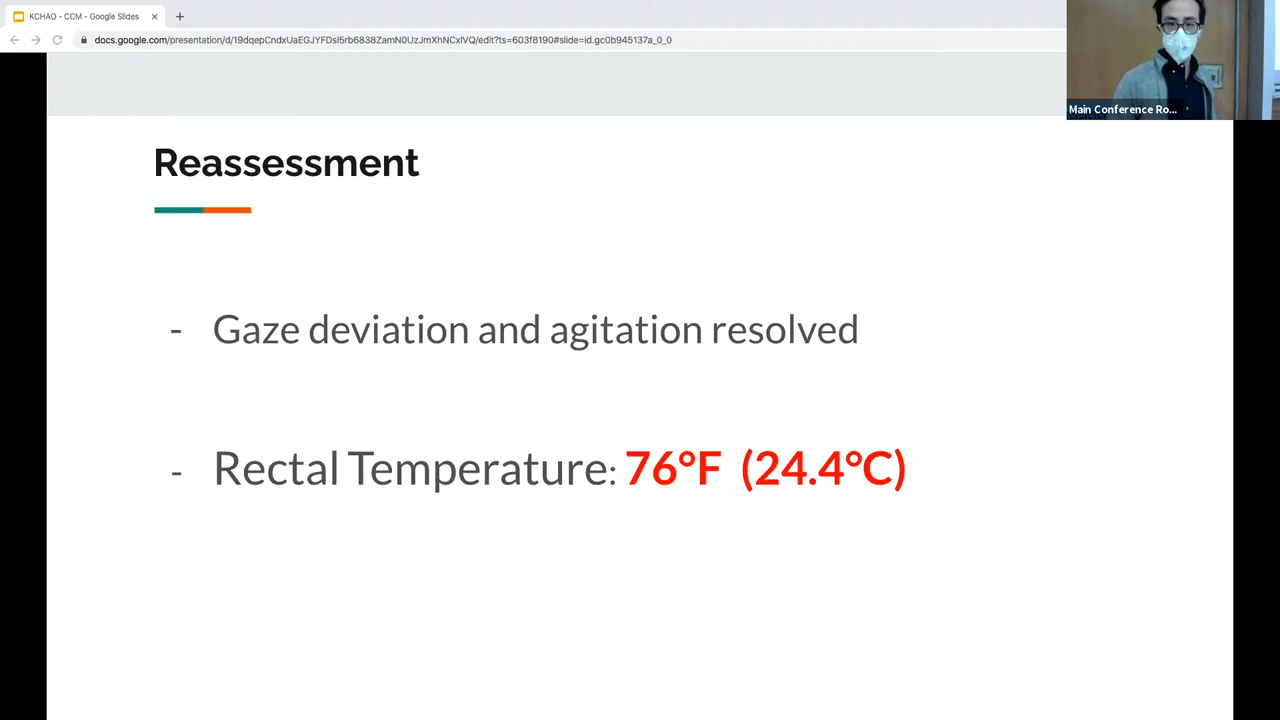 KCHAO - CCM - Google Slides
docs.google.com/presentation/d/19dqepCndxUaEGJYFDsl5rb6838ZamN0UzJmXhNCxlVQ/edit?ts=603f8190#slide=id.gc0b945137a_0_0
Main Conference Ro...
Reassessment
- Gaze deviation and agitation resolved
- Rectal Temperature: 76°F (24.4°C)